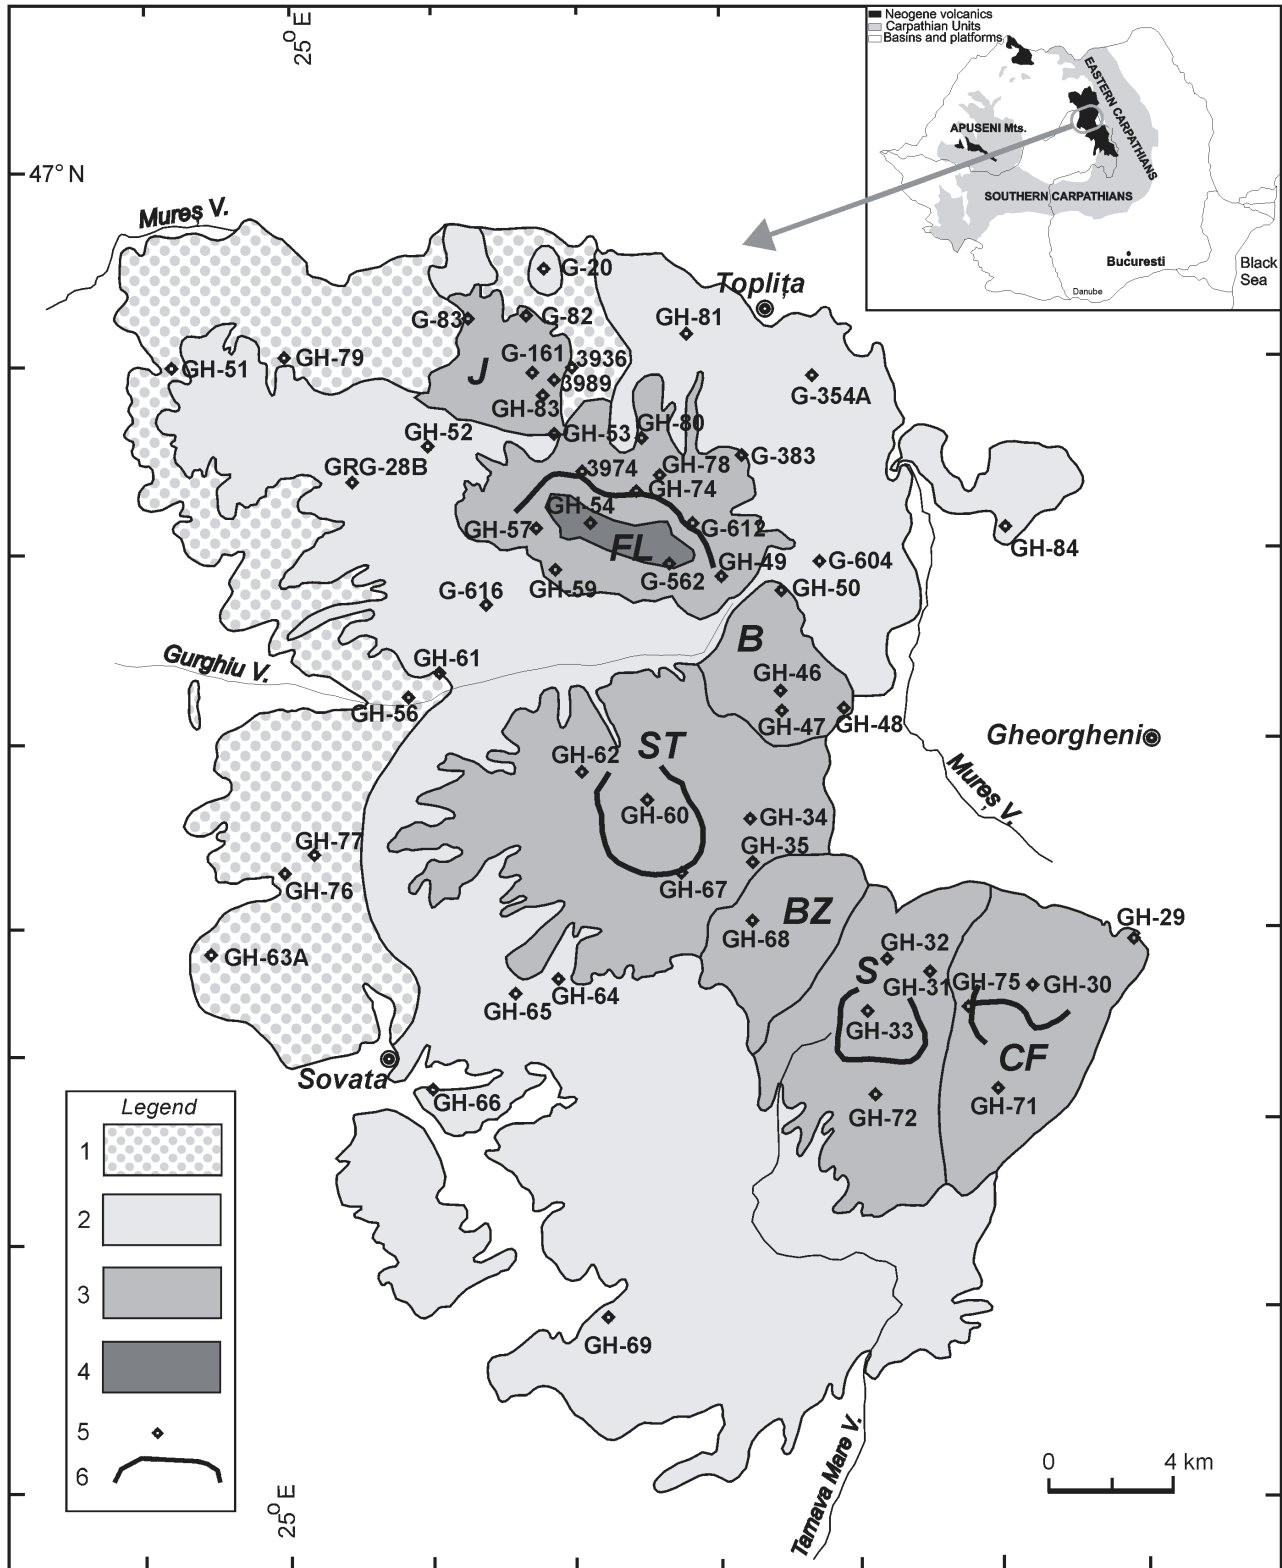 25° E
Neogene volcanics
Carpathian Units
Basins and platforms
EASTERN CARPATHIANS
APUSENI Mts.
SOUTHERN CARPATHIANS
Bucuresti
Black
Sea
Danube
47° N
Mureș V.
G-20
Toplița
G-83
G-82
GH-81
GH-51
GH-79
J
G-161
3936
3989
GH-83
G-354A
GH-52
GH-53
GH-80
GRG-28B
3974
GH-78
G-383
GH-74
GH-54
GH-57
FL
G-612
GH-84
G-616
GH-59
G-562
GH-49
G-604
GH-50
Gurghiu V.
GH-61
B
GH-46
GH-56
GH-47
GH-48
Gheorgheni
ST
GH-62
Mureș V.
GH-60
GH-34
GH-77
GH-35
GH-76
GH-67
BZ
GH-29
GH-68
GH-63A
GH-32
S
GH-31
GH-75
GH-30
GH-65
GH-64
GH-33
CF
Sovata
GH-66
GH-72
GH-71
Legend
1
2
3
4
5
6
GH-69
Tarnava Mare V.
0 4 km
25° E